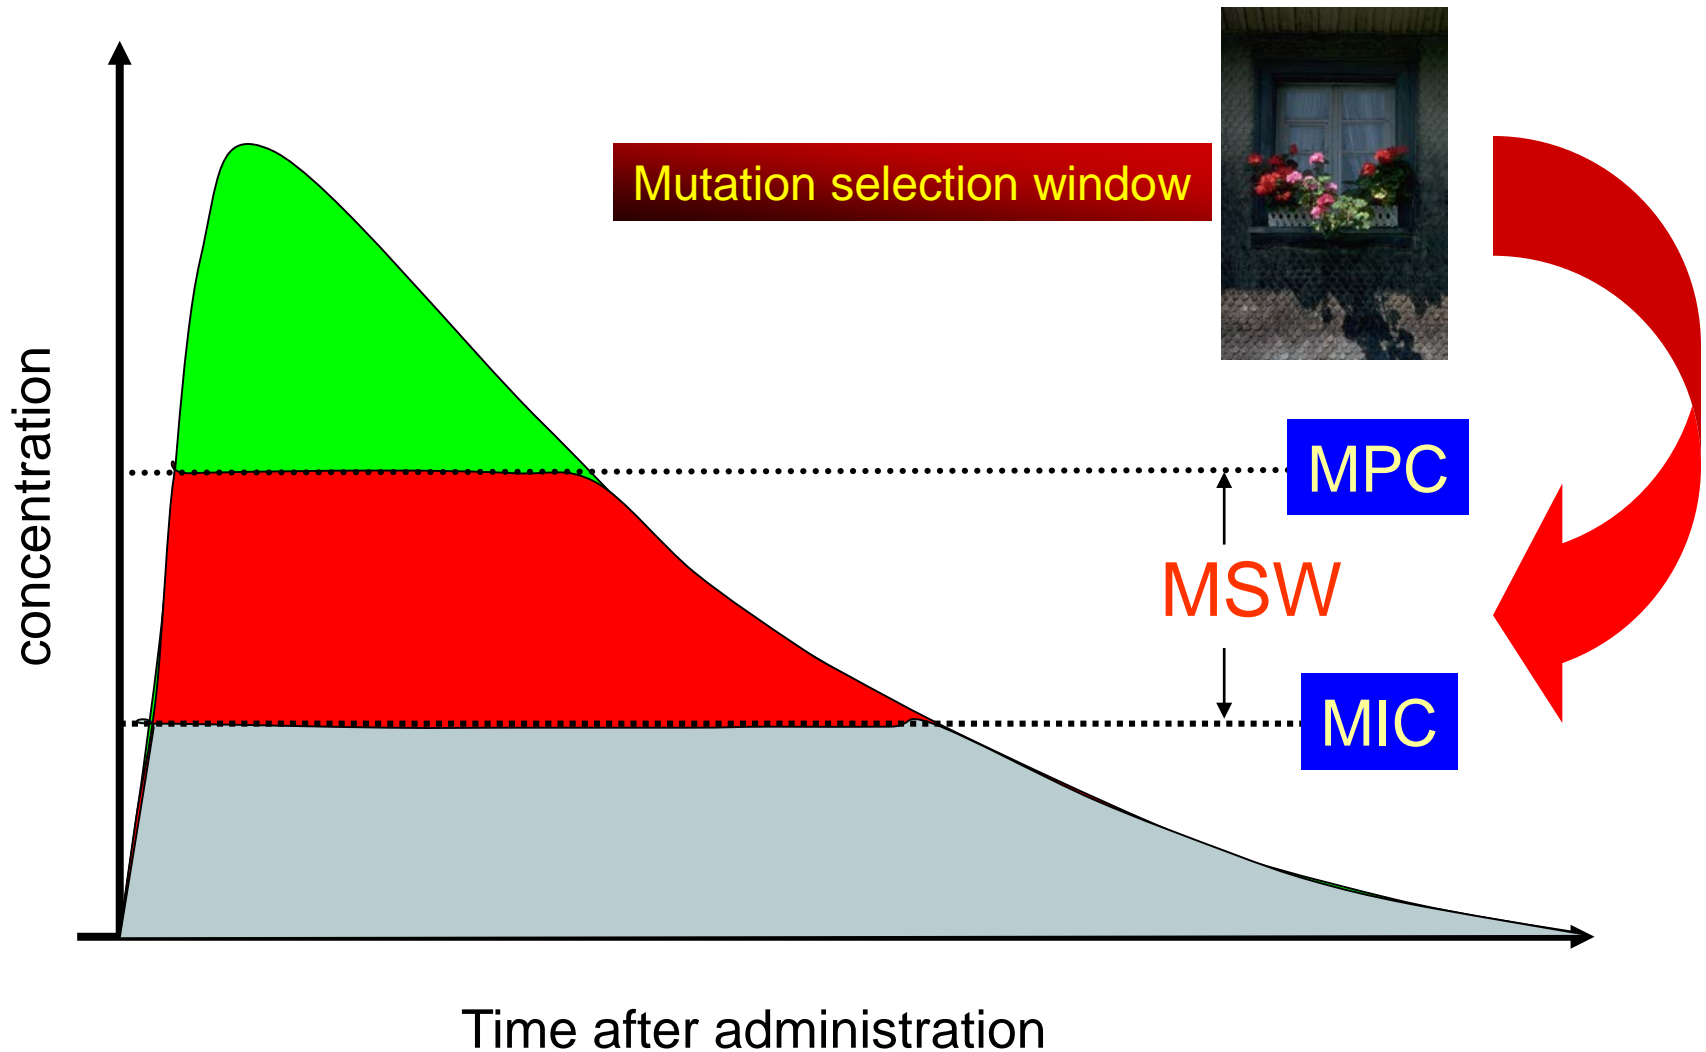 Mutation selection window
concentration
MPC
MSW
MIC
Time after administration